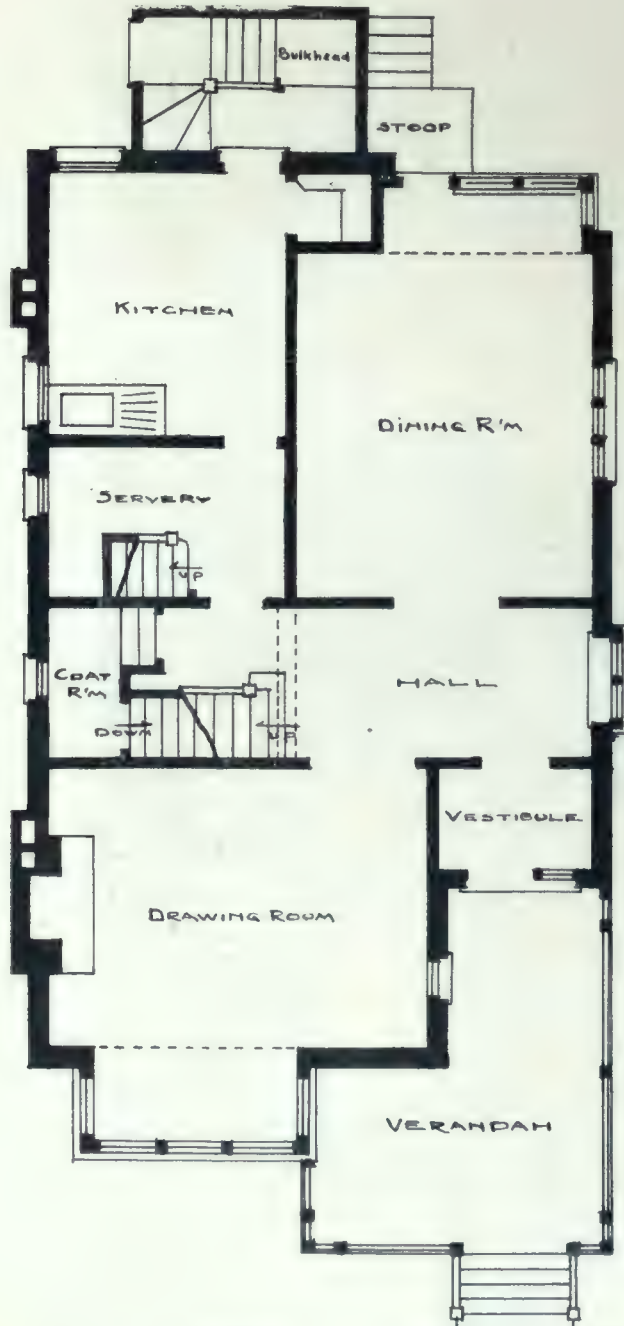 Bulkhead
STOOP
KITCHEN
DINING R'M
SERVERY
UP
COAT
R'M
HALL
DOWN
UP
VESTIBULE
DRAWING ROOM
VERANDAH